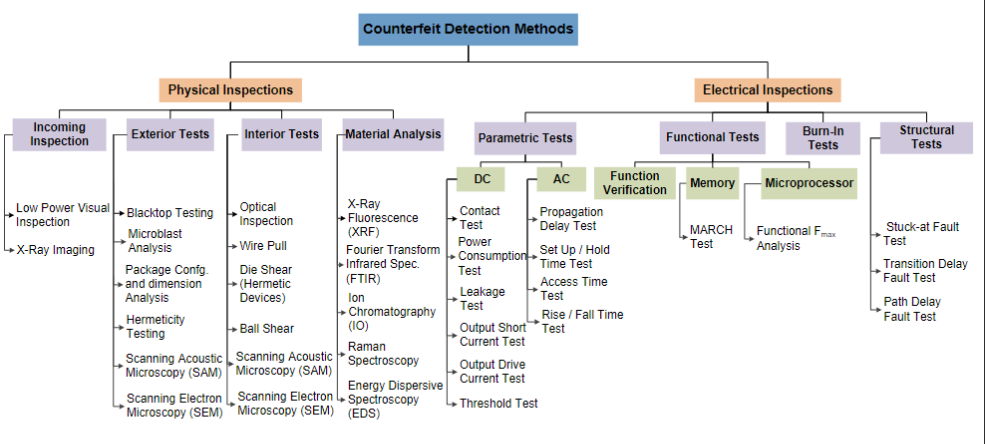 Counterfeit Detection Methods
Physical Inspections
Electrical Inspections
Incoming
Inspection
Exterior Tests
Interior Tests
Material Analysis
Parametric Tests
Functional Tests
Burn-In
Tests
Structural
Tests
DC
AC
Function
Verification
Memory
Microprocessor
Low Power Visual
Inspection
X-Ray Imaging
Blacktop Testing
Microblast
Analysis
Package Confg.
and dimension
Analysis
Hermeticity
Testing
Scanning Acoustic
Microscopy (SAM)
Scanning Electron
Microscopy (SEM)
Optical
Inspection
Wire Pull
Die Shear
(Hermetic
Devices)
Ball Shear
Scanning Acoustic
Microscopy (SAM)
Scanning Electron
Microscopy (SEM)
X-Ray
Fluorescence
(XRF)
Fourier Transform
Infrared Spec.
(FTIR)
Ion
Chromatography
(IO)
Raman
Spectroscopy
Energy Dispersive
Spectroscopy
(EDS)
Contact
Test
Power
Consumption
Test
Leakage
Test
Output Short
Current Test
Output Drive
Current Test
Threshold Test
Propagation
Delay Test
Set Up / Hold
Time Test
Access Time
Test
Rise / Fall Time
Test
MARCH
Test
Functional Fmax
Analysis
Stuck-at Fault
Test
Transition Delay
Fault Test
Path Delay
Fault Test